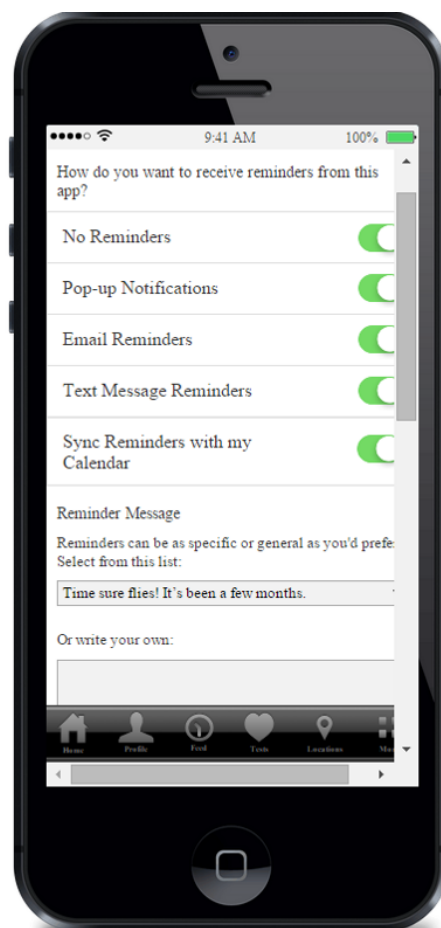 9:41 AM
100%
How do you want to receive reminders from this
app?
No Reminders
Pop-up Notifications
Email Reminders
Text Message Reminders
Sync Reminders with my
Calendar
Reminder Message
Reminders can be as specific or general as you'd prefe
Select from this list:
Time sure flies! It's been a few months.
Or write your own:
Home
Profile
Feed
Tests
Locations